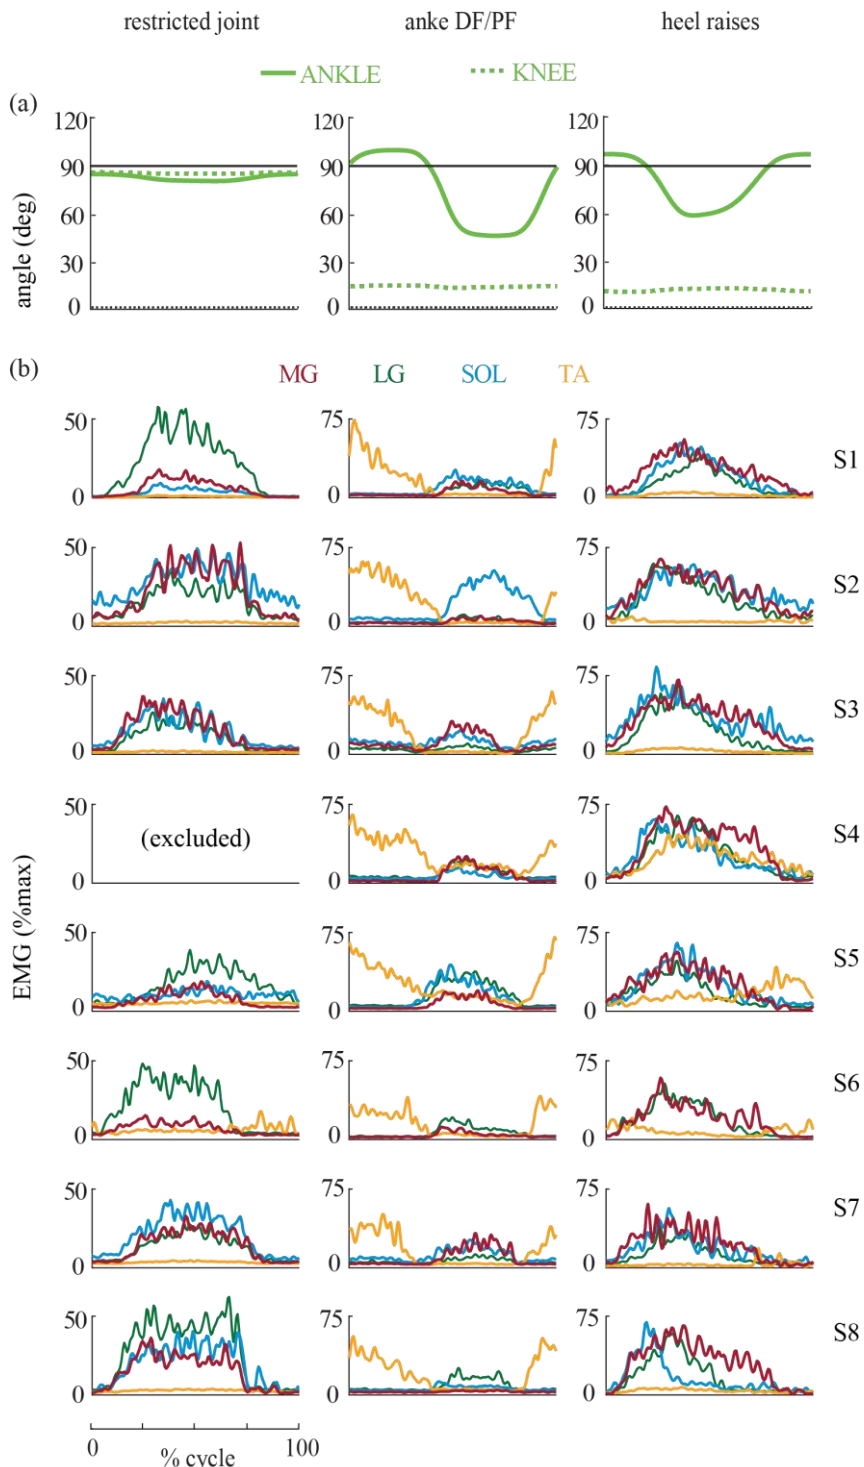 restricted joint anke DF/PF heel raises
ANKLE KNEE
(a)
120 120 120
90 90 90
60 60 60
30 30 30
0 0 0
angle (deg)
(b)
MG LG SOL TA
50 75 75
0 0 0
S1
50 75 75
0 0 0
S2
50 75 75
0 0 0
S3
50 75 75
(excluded)
0 0 0
S4
50 75 75
0 0 0
S5
50 75 75
0 0 0
S6
50 75 75
0 0 0
S7
50 75 75
0 0 0
S8
EMG (%max)
0 100
% cycle